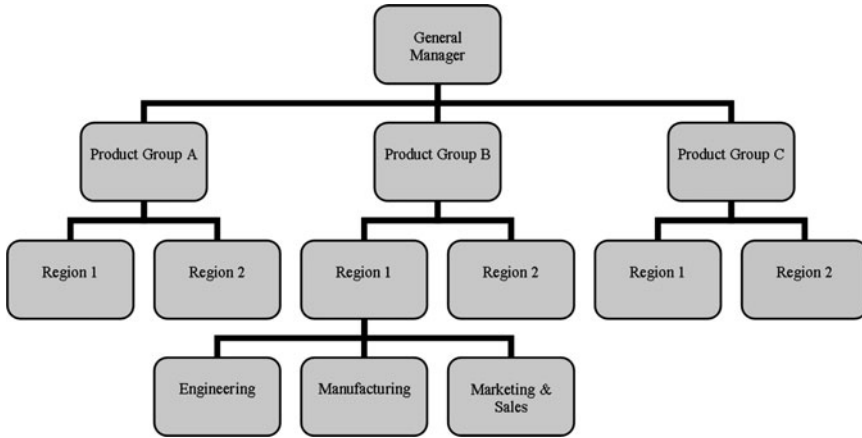 General
Manager
Product Group A
Product Group B
Product Group C
Region 1
Region 2
Region 1
Region 2
Region 1
Region 2
Engineering
Manufacturing
Marketing &
Sales